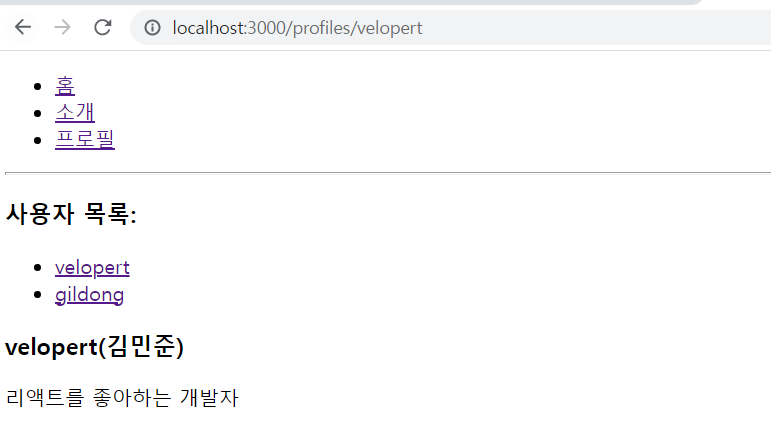 localhost:3000/profiles/velopert
홈
소개
프로필
사용자 목록:
velopert
gildong
velopert(김민준)
리액트를 좋아하는 개발자